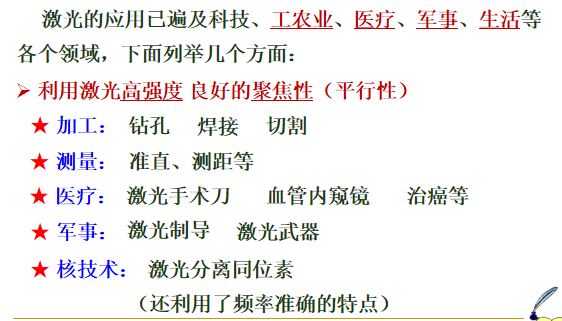 激光的应用已遍及科技、工农业、医疗、军事、生活等
各个领域，下面列举几个方面：
➢ 利用激光高强度 良好的聚焦性（平行性）
★ 加工： 钻孔 焊接 切割
★ 测量： 准直、测距等
★ 医疗： 激光手术刀 血管内窥镜 治癌等
★ 军事： 激光制导 激光武器
★ 核技术： 激光分离同位素
（还利用了频率准确的特点）